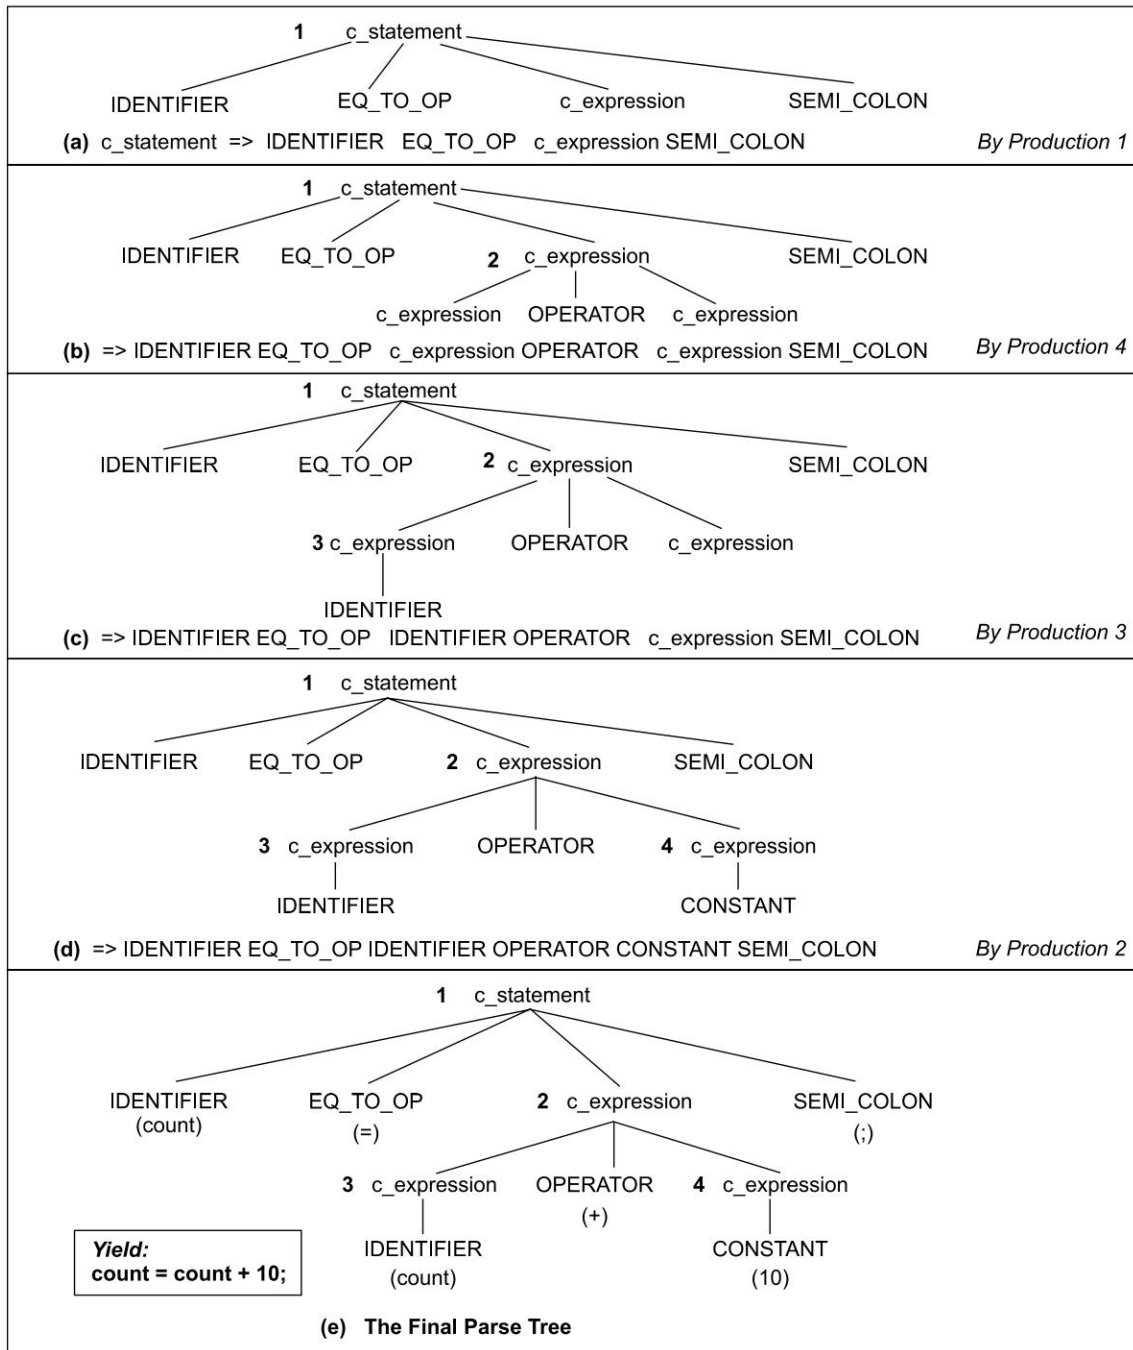 1 c_statement
IDENTIFIER EQ_TO_OP c_expression SEMI_COLON
(a) c_statement => IDENTIFIER EQ_TO_OP c_expression SEMI_COLON By Production 1
1 c_statement
IDENTIFIER EQ_TO_OP 2 c_expression SEMI_COLON
c_expression OPERATOR c_expression
(b) => IDENTIFIER EQ_TO_OP c_expression OPERATOR c_expression SEMI_COLON By Production 4
1 c_statement
IDENTIFIER EQ_TO_OP 2 c_expression SEMI_COLON
3 c_expression OPERATOR c_expression
IDENTIFIER
(c) => IDENTIFIER EQ_TO_OP IDENTIFIER OPERATOR c_expression SEMI_COLON By Production 3
1 c_statement
IDENTIFIER EQ_TO_OP 2 c_expression SEMI_COLON
3 c_expression OPERATOR 4 c_expression
IDENTIFIER CONSTANT
(d) => IDENTIFIER EQ_TO_OP IDENTIFIER OPERATOR CONSTANT SEMI_COLON By Production 2
1 c_statement
IDENTIFIER EQ_TO_OP 2 c_expression SEMI_COLON
(count) (=) (;)
3 c_expression OPERATOR 4 c_expression
(+)
IDENTIFIER CONSTANT
(count) (10)
Yield:
count = count + 10;
(e) The Final Parse Tree